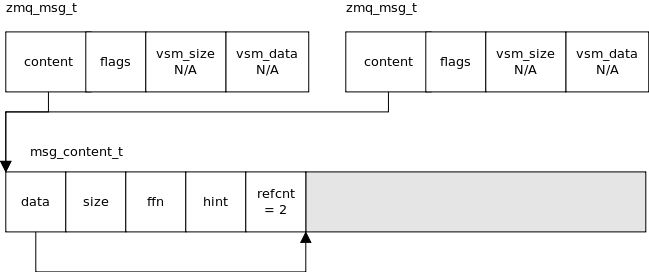 zmq_msg_t
zmq_msg_t
content
flags
vsm_size
N/A
vsm_data
N/A
content
flags
vsm_size
N/A
vsm_data
N/A
msg_content_t
data
size
ffn
hint
refcnt
= 2